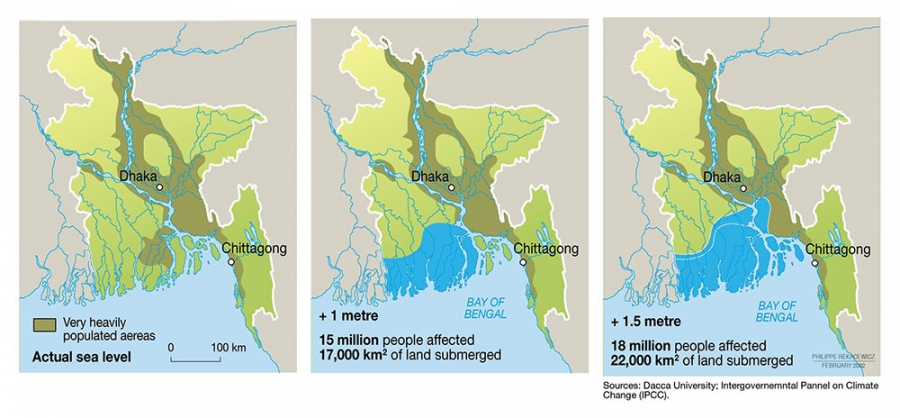 Dhaka
Chittagong
Very heavily
populated aereas
Actual sea level
0 100 km
Dhaka
Chittagong
BAY OF
BENGAL
+ 1 metre
15 million people affected
17,000 km² of land submerged
Dhaka
Chittagong
BAY OF
BENGAL
+ 1.5 metre
18 million people affected
22,000 km² of land submerged
PHILIPPE REKACEWICZ
FEBRUARY 2002
Sources: Dacca University; Intergovernemntal Pannel on Climate
Change (IPCC).